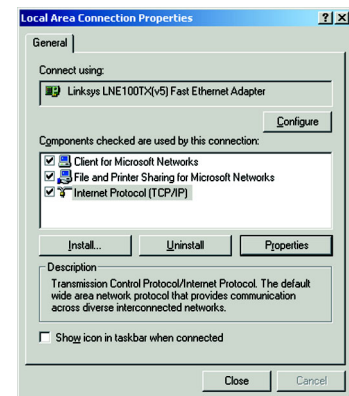 Local Area Connection Properties
General
Connect using:
Linksys LNE100TX(v5) Fast Ethernet Adapter
Configure
Components checked are used by this connection:
Client for Microsoft Networks
File and Printer Sharing for Microsoft Networks
Internet Protocol (TCP/IP)
Install... Uninstall Properties
Description
Transmission Control Protocol/Internet Protocol. The default
wide area network protocol that provides communication
across diverse interconnected networks.
Show icon in taskbar when connected
Close Cancel